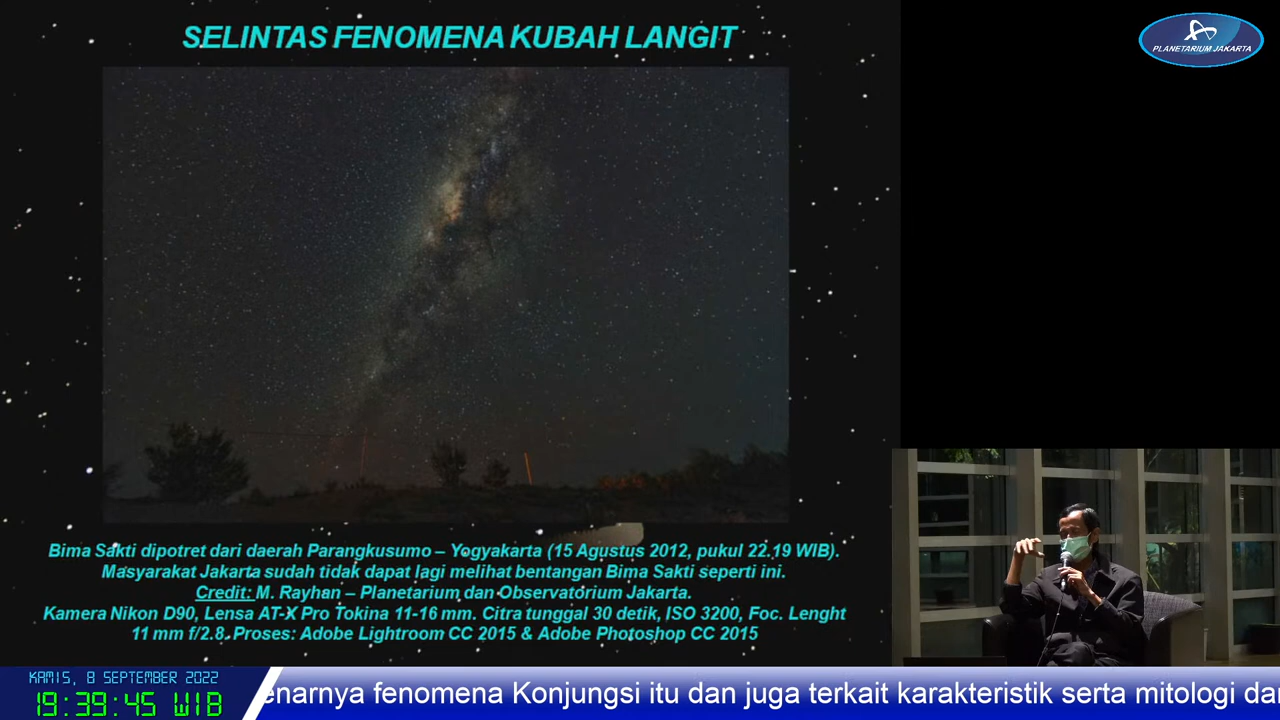 SELINTAS FENOMENA KUBAH LANGIT
PLANETARIUM JAKARTA
Bima Sakti dipotret dari daerah Parangkusumo – Yogyakarta (15 Agustus 2012, pukul 22.19 WIB).
Masyarakat Jakarta sudah tidak dapat lagi melihat bentangan Bima Sakti seperti ini.
Credit: M. Rayhan – Planetarium dan Observatorium Jakarta.
Kamera Nikon D90, Lensa AT-X Pro Tokina 11-16 mm. Citra tunggal 30 detik, ISO 3200, Foc. Lenght
11 mm f/2.8. Proses: Adobe Lightroom CC 2015 & Adobe Photoshop CC 2015
KAMIS, 8 SEPTEMBER 2022
19:39:45 WIB
enarnya fenomena Konjungsi itu dan juga terkait karakteristik serta mitologi da